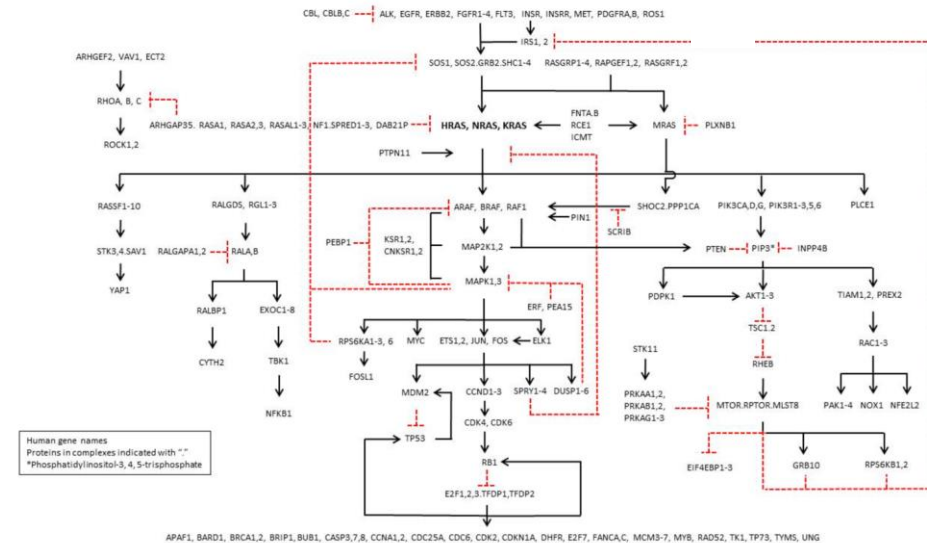 CBL, CBLB,C
ALK, EGFR, ERBB2, FGFR1-4, FLT3, INSR, INSRR, MET, PDGFRA,B, ROS1
IRS1, 2
ARHGEF2, VAV1, ECT2
SOS1, SOS2.GRB2.SHC1-4
RASGRP1-4, RAPGEF1,2, RASGRF1,2
RHOA, B, C
ARHGAP35. RASA1, RASA2,3, RASAL1-3, NF1.SPRED1-3, DAB21P
HRAS, NRAS, KRAS
FNTA.B
RCE1
ICMT
MRAS
PLXNB1
ROCK1,2
PTPN11
RASSF1-10
RALGDS, RGL1-3
ARAF, BRAF, RAF1
PIN1
SHOC2.PPP1CA
PIK3CA,D,G, PIK3R1-3,5,6
PLCE1
SCRIB
STK3,4.SAV1
RALGAPA1,2
RALA,B
PEBP1
KSR1,2,
CNKSR1,2
MAP2K1,2
PTEN
PIP3*
INPP4B
YAP1
MAPK1,3
RALBP1
EXOC1-8
ERF, PEA15
PDPK1
AKT1-3
TIAM1,2, PREX2
TSC1.2
RPS6KA1-3, 6
MYC
ETS1,2, JUN, FOS
ELK1
CYTH2
TBK1
FOSL1
STK11
RHEB
RAC1-3
NFKB1
MDM2
CCND1-3
SPRY1-4
DUSP1-6
PRKAA1,2,
PRKAB1,2,
PRKAG1-3
MTOR.RPTOR.MLST8
PAK1-4
NOX1
NFE2L2
CDK4, CDK6
TP53
RB1
EIF4EBP1-3
GRB10
RPS6KB1,2
Human gene names
Proteins in complexes indicated with "."
*Phosphatidylinositol-3, 4, 5-trisphosphate
E2F1,2,3.TFDP1,TFDP2
APAF1, BARD1, BRCA1,2, BRIP1, BUB1, CASP3,7,8, CCNA1,2, CDC25A, CDC6, CDK2, CDKN1A, DHFR, E2F7, FANCA,C, MCM3-7, MYB, RAD52, TK1, TP73, TYMS, UNG